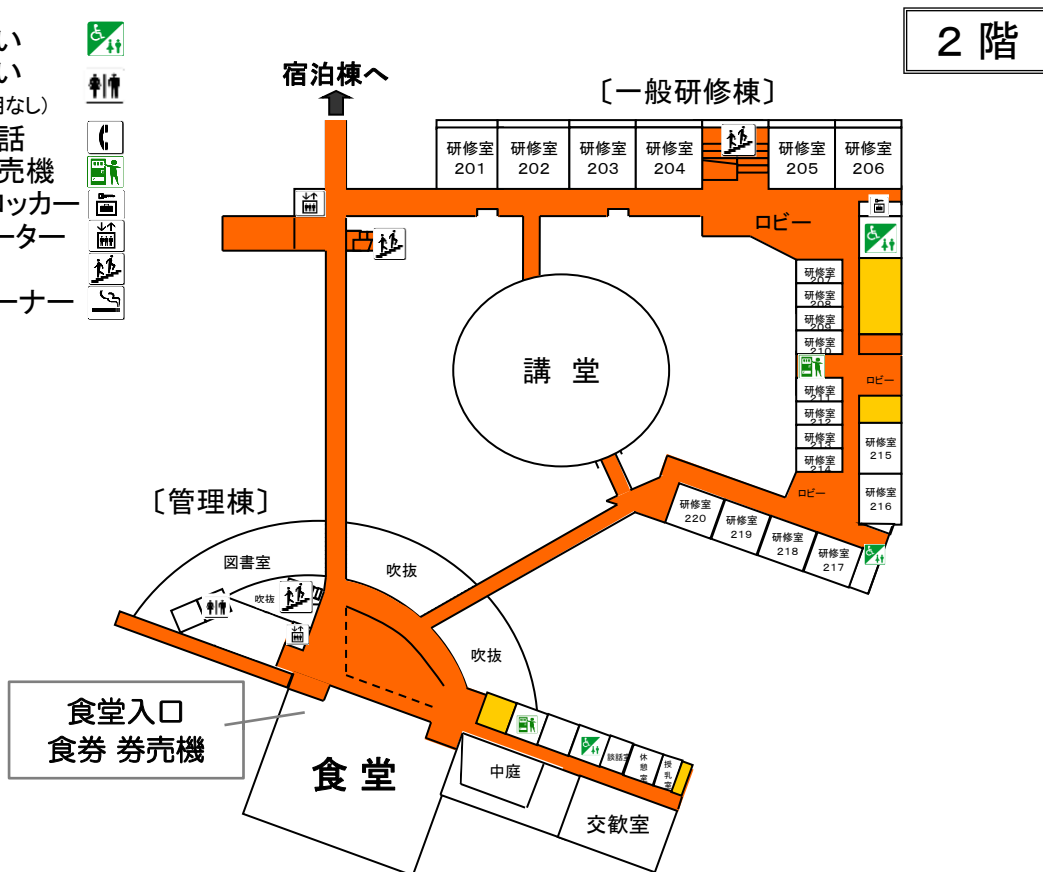 ２階
い
い
(　なし)
話
売機
ロッカー
ーター
ーナー
宿泊棟へ
〔一般研修棟〕
研修室
201
研修室
202
研修室
203
研修室
204
研修室
205
研修室
206
ロビー
研修室
207
研修室
208
研修室
209
研修室
210
研修室
211
研修室
212
研修室
213
研修室
214
ロビー
研修室
215
研修室
216
ロビー
研修室
220
研修室
219
研修室
218
研修室
217
講 堂
〔管理棟〕
図書室
吹抜
吹抜
吹抜
食堂入口
食券 券売機
食 堂
中庭
談話室
休憩室
授乳室
交歓室